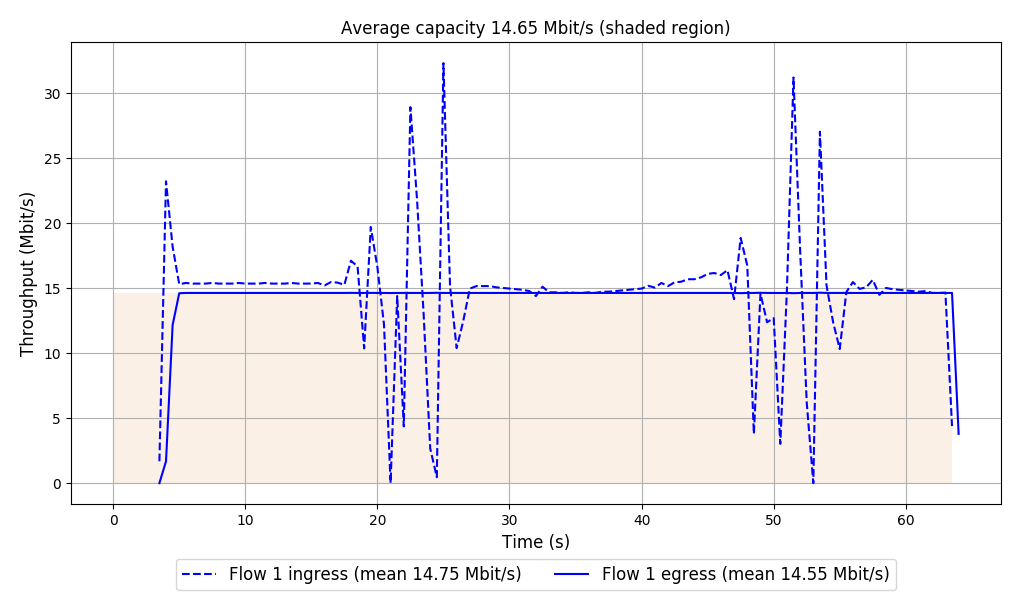 Average capacity 14.65 Mbit/s (shaded region)
Throughput (Mbit/s)
30
25
20
15
10
5
0
0 10 20 30 40 50 60
Time (s)
Flow 1 ingress (mean 14.75 Mbit/s) Flow 1 egress (mean 14.55 Mbit/s)